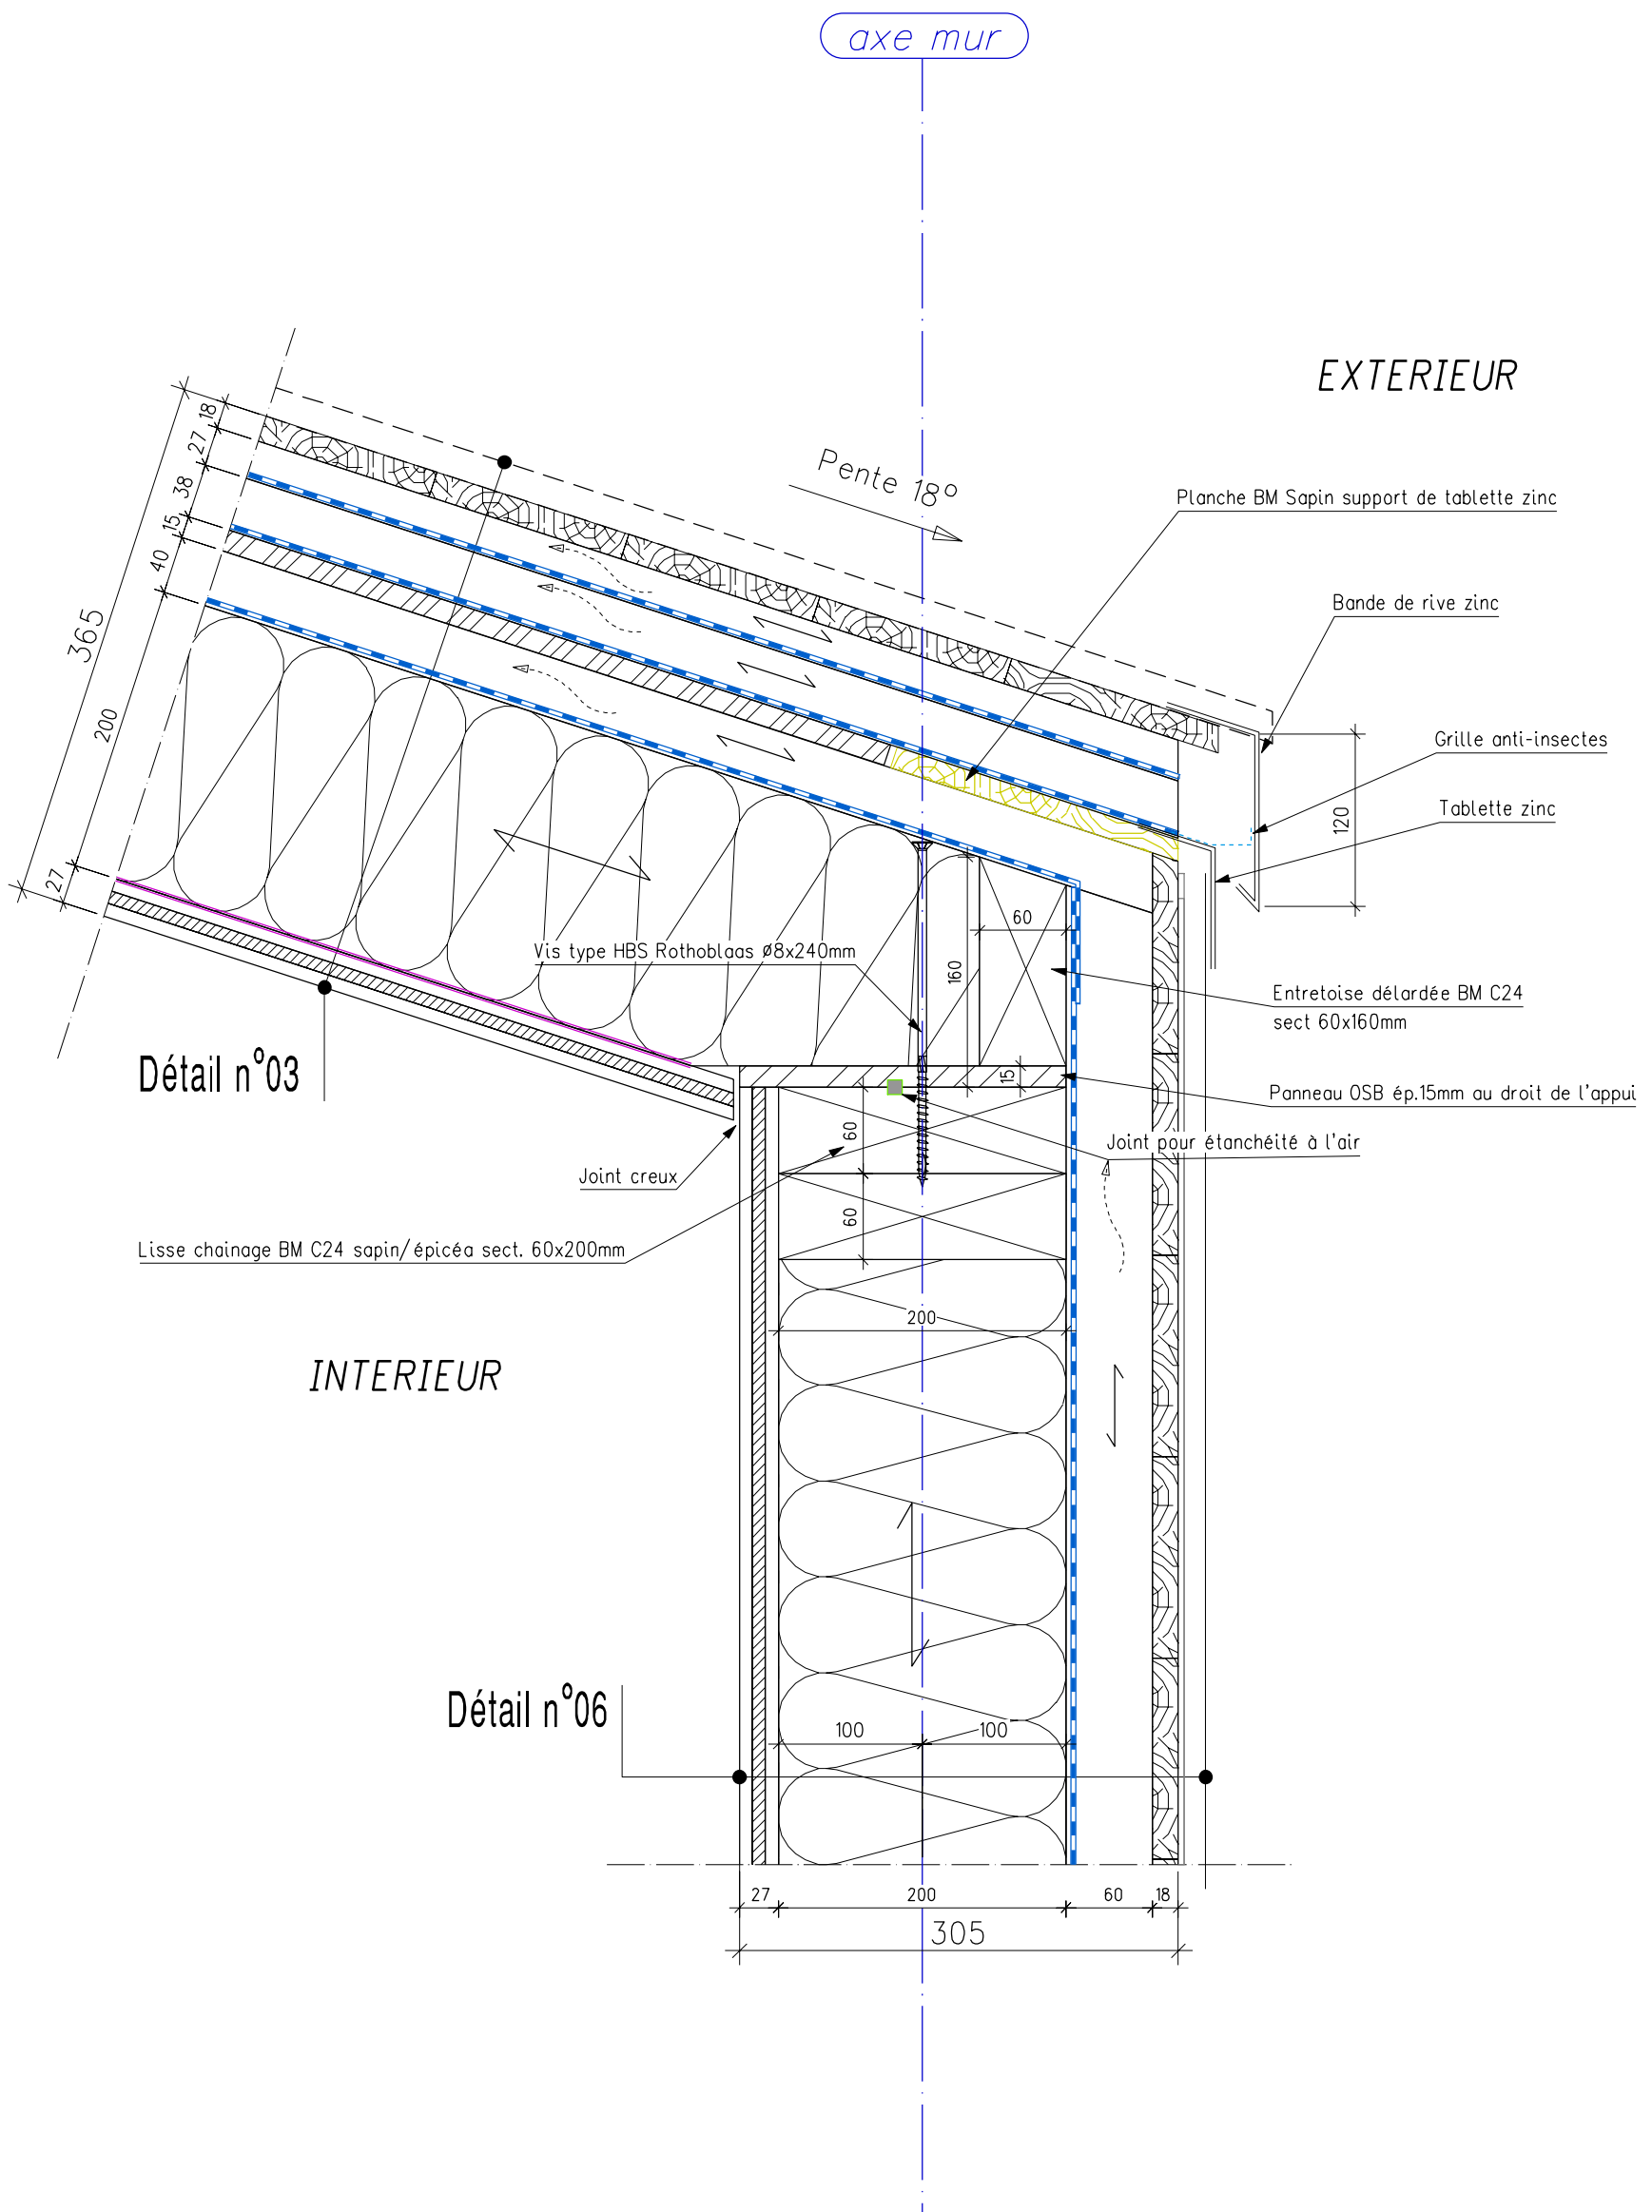 axe mur
EXTERIEUR
Pente 18°
Planche BM Sapin support de tablette zinc
Bande de rive zinc
Grille anti-insectes
Tablette zinc
120
18
27
38
15
40
365
200
27
60
Vis type HBS Rothoblaas Ø8x240mm
160
Entretoise délardée BM C24
sect 60x160mm
Détail n°03
15
Panneau OSB ép.15mm au droit de l'appui
60
Joint pour étanchéité à l'air
Joint creux
60
Lisse chainage BM C24 sapin/épicéa sect. 60x200mm
200
INTERIEUR
Détail n°06
100
100
27
200
60
18
305